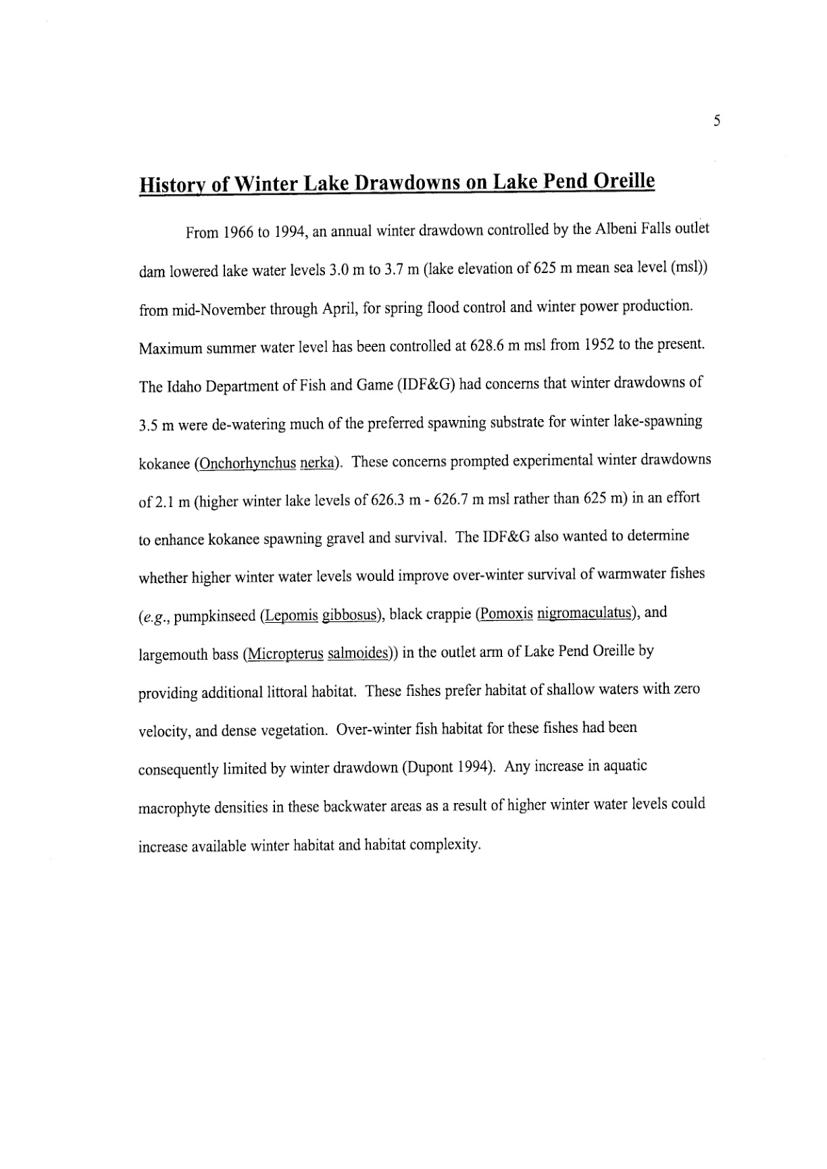 5
History of Winter Lake Drawdowns on Lake Pend Oreille
From 1966 to 1994, an annual winter drawdown controlled by the Albeni Falls outlet
dam lowered lake water levels 3.0 m to 3.7 m (lake elevation of 625 m mean sea level (msl))
from mid-November through April, for spring flood control and winter power production.
Maximum summer water level has been controlled at 628.6 m msl from 1952 to the present.
The Idaho Department of Fish and Game (IDF&G) had concerns that winter drawdowns of
3.5 m were de-watering much of the preferred spawning substrate for winter lake-spawning
kokanee (Onchorhynchus nerka).  These concerns prompted experimental winter drawdowns
of 2.1 m (higher winter lake levels of 626.3 m - 626.7 m msl rather than 625 m) in an effort
to enhance kokanee spawning gravel and survival.  The IDF&G also wanted to determine
whether higher winter water levels would improve over-winter survival of warmwater fishes
(e.g., pumpkinseed (Lepomis gibbosus), black crappie (Pomoxis nigromaculatus), and
largemouth bass (Micropterus salmoides)) in the outlet arm of Lake Pend Oreille by
providing additional littoral habitat.  These fishes prefer habitat of shallow waters with zero
velocity, and dense vegetation.  Over-winter fish habitat for these fishes had been
consequently limited by winter drawdown (Dupont 1994).  Any increase in aquatic
macrophyte densities in these backwater areas as a result of higher winter water levels could
increase available winter habitat and habitat complexity.